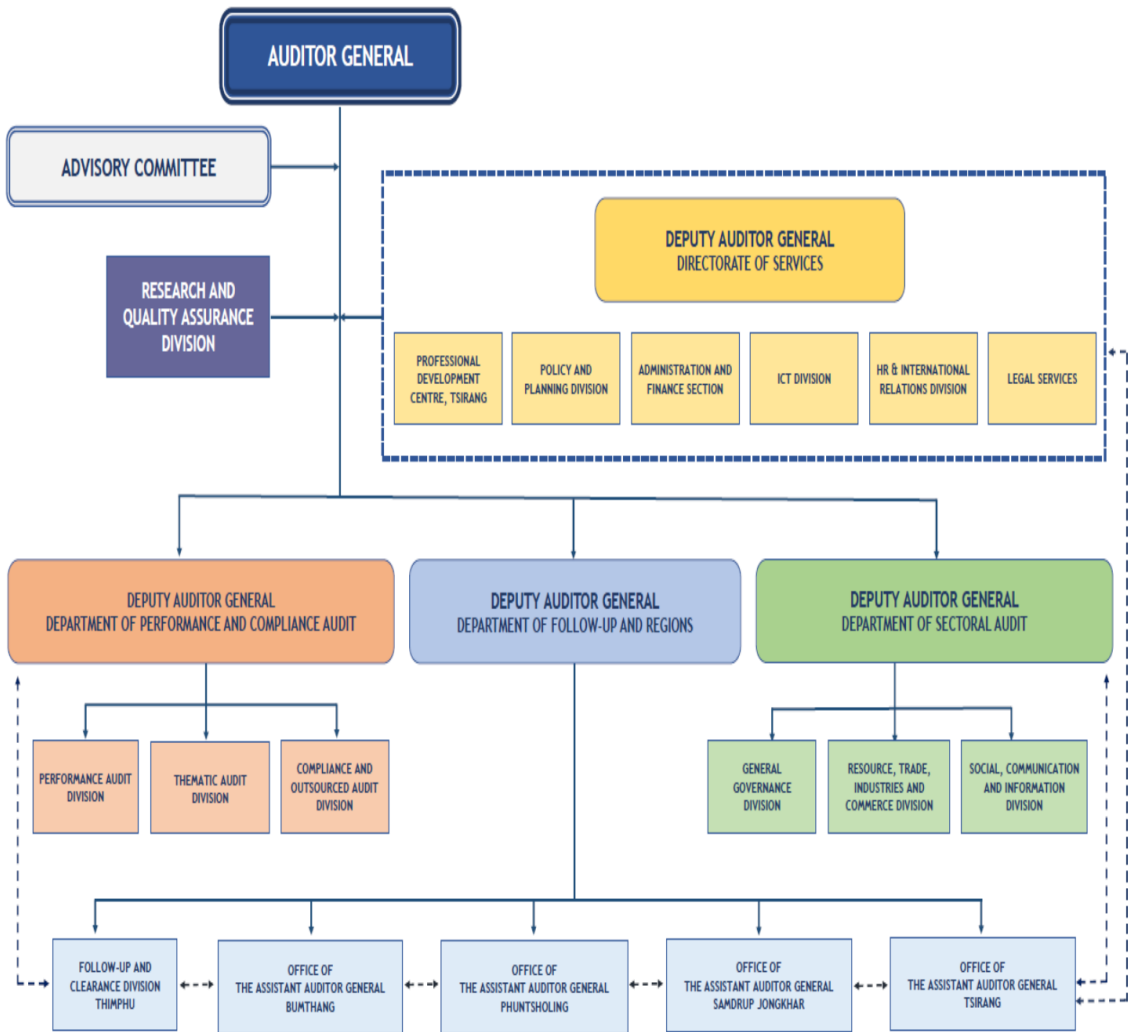 AUDITOR GENERAL
ADVISORY COMMITTEE
RESEARCH AND
QUALITY ASSURANCE
DIVISION
DEPUTY AUDITOR GENERAL
DIRECTORATE OF SERVICES
PROFESSIONAL
DEVELOPMENT
CENTRE, TSIRANG
POLICY AND
PLANNING DIVISION
ADMINISTRATION AND
FINANCE SECTION
ICT DIVISION
HR & INTERNATIONAL
RELATIONS DIVISION
LEGAL SERVICES
DEPUTY AUDITOR GENERAL
DEPARTMENT OF PERFORMANCE AND COMPLIANCE AUDIT
DEPUTY AUDITOR GENERAL
DEPARTMENT OF FOLLOW-UP AND REGIONS
DEPUTY AUDITOR GENERAL
DEPARTMENT OF SECTORAL AUDIT
PERFORMANCE AUDIT
DIVISION
THEMATIC AUDIT
DIVISION
COMPLIANCE AND
OUTSOURCED AUDIT
DIVISION
GENERAL
GOVERNANCE
DIVISION
RESOURCE, TRADE,
INDUSTRIES AND
COMMERCE DIVISION
SOCIAL, COMMUNICATION
AND INFORMATION
DIVISION
FOLLOW-UP AND
CLEARANCE DIVISION
THIMPHU
OFFICE OF
THE ASSISTANT AUDITOR GENERAL
BUMTHANG
OFFICE OF
THE ASSISTANT AUDITOR GENERAL
PHUNTSHOLING
OFFICE OF
THE ASSISTANT AUDITOR GENERAL
SAMDRUP JONGKHAR
OFFICE OF
THE ASSISTANT AUDITOR GENERAL
TSIRANG